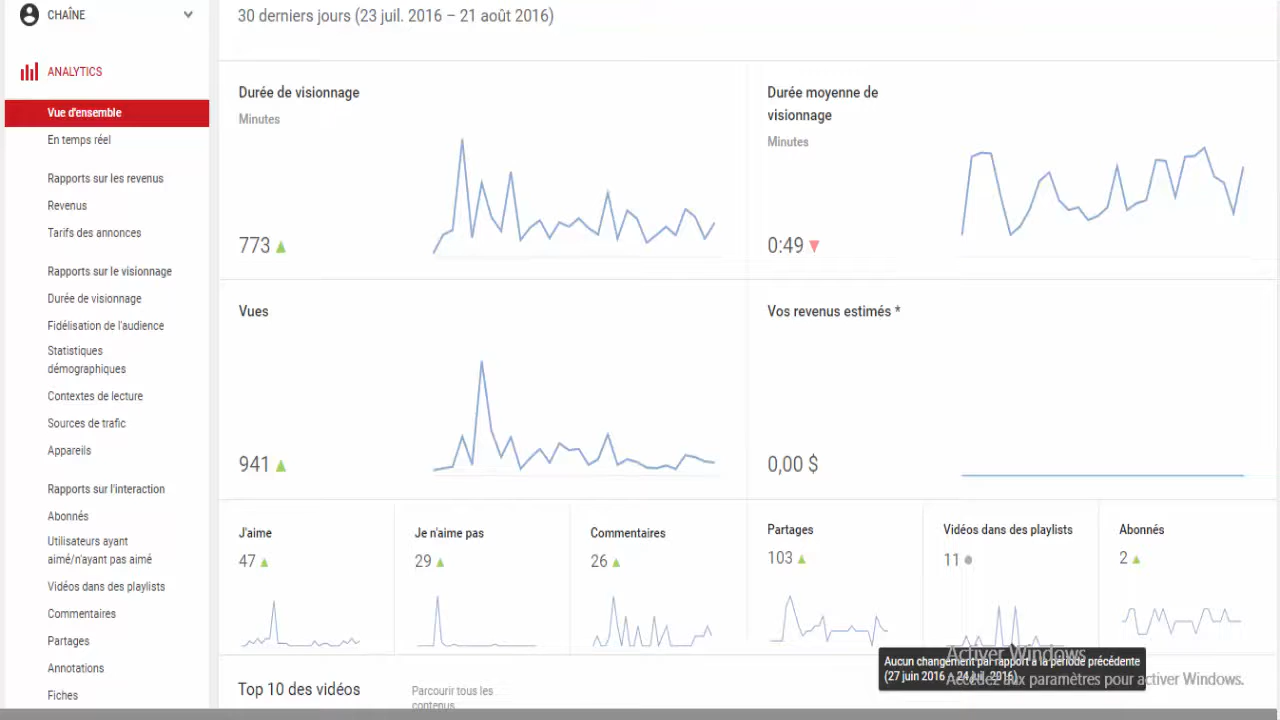 CHAÎNE
30 derniers jours (23 juil. 2016 – 21 août 2016)
ANALYTICS
Vue d'ensemble
En temps réel
Rapports sur les revenus
Revenus
Tarifs des annonces
Rapports sur le visionnage
Durée de visionnage
Fidélisation de l'audience
Statistiques
démographiques
Contextes de lecture
Sources de trafic
Appareils
Rapports sur l'interaction
Abonnés
Utilisateurs ayant
aimé/n'ayant pas aimé
Vidéos dans des playlists
Commentaires
Partages
Annotations
Fiches
Durée de visionnage
Minutes
773
Durée moyenne de
visionnage
Minutes
0:49
Vues
941
Vos revenus estimés *
0,00 $
J'aime
47
Je n'aime pas
29
Commentaires
26
Partages
103
Vidéos dans des playlists
11
Abonnés
2
Top 10 des vidéos
Parcourir tous les
contenus
Aucun changement par rapport à la période précédente
(27 juin 2016 - 24 juil. 2016)
Activer Windows
Accédez aux paramètres pour activer Windows.